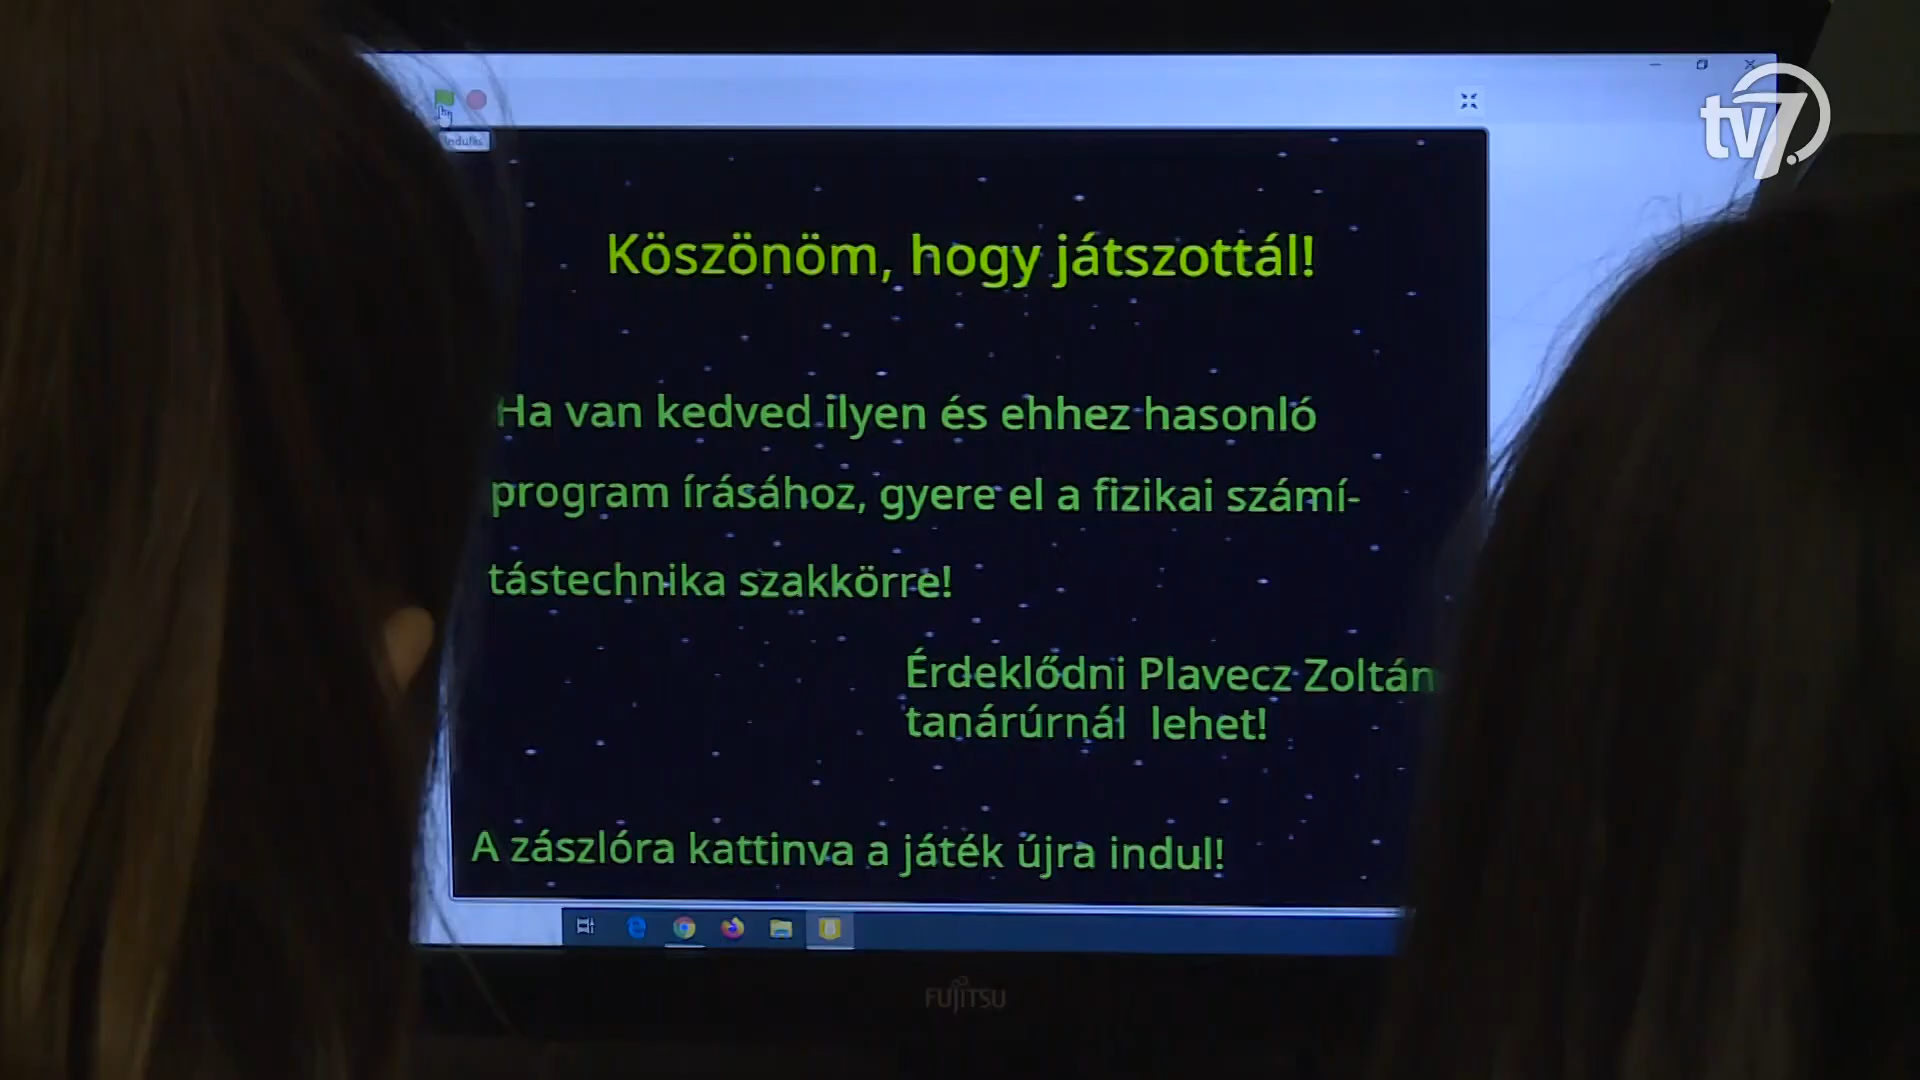 tv7
Indulás
Köszönöm, hogy játszottál!
Ha van kedved ilyen és ehhez hasonló
program írásához, gyere el a fizikai számí-
tástechnika szakkörre!
Érdeklődni Plavecz Zoltán
tanárúrnál lehet!
A zászlóra kattinva a játék újra indul!
FUJITSU